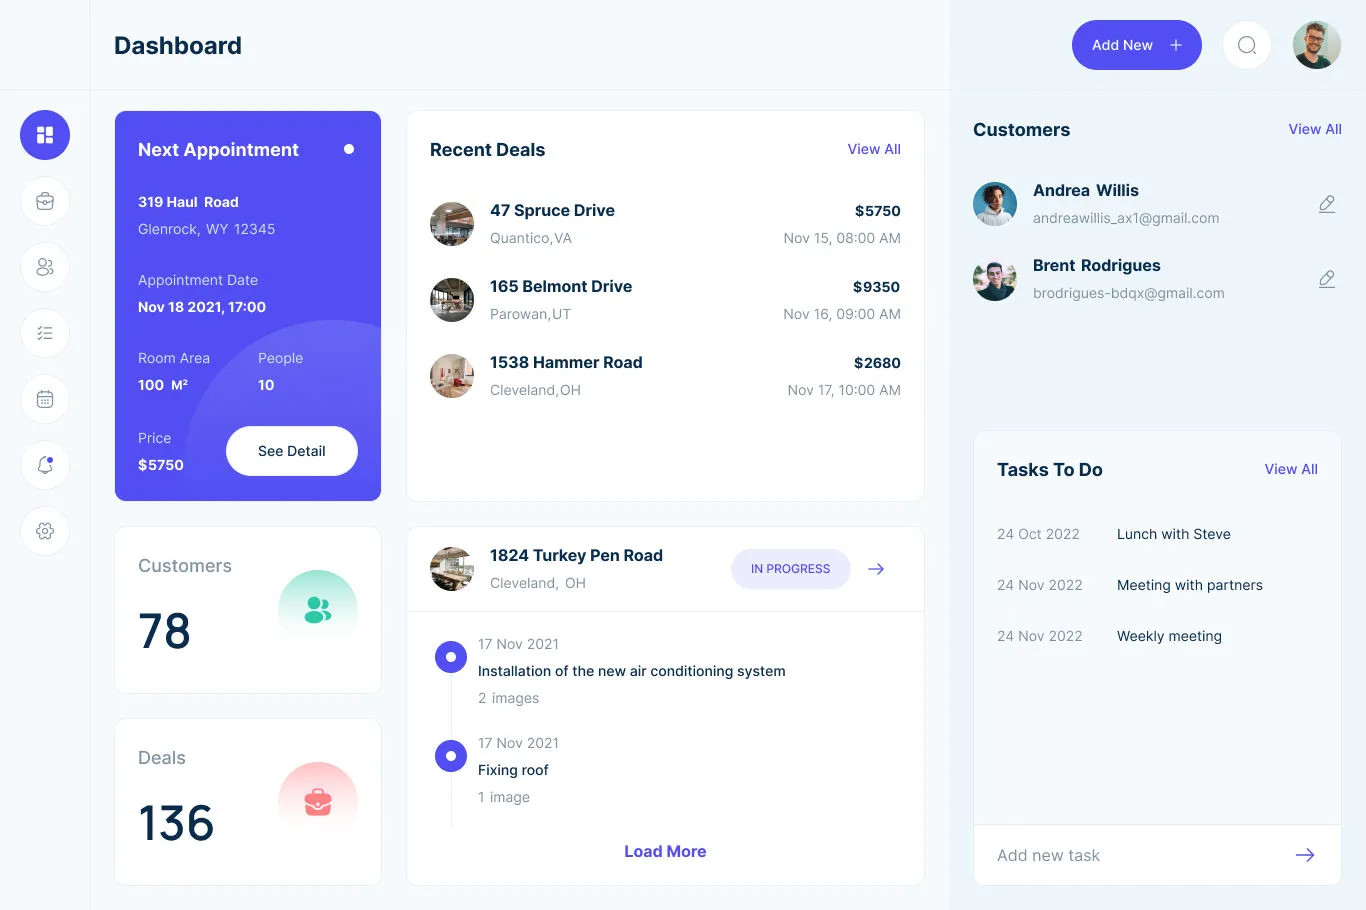 Dashboard
Add New
Next Appointment
319 Haul Road
Glenrock, WY 12345
Appointment Date
Nov 18 2021, 17:00
Room Area
People
100 M²
10
Price
$5750
See Detail
Recent Deals
View All
47 Spruce Drive
$5750
Quantico,VA
Nov 15, 08:00 AM
165 Belmont Drive
$9350
Parowan,UT
Nov 16, 09:00 AM
1538 Hammer Road
$2680
Cleveland,OH
Nov 17, 10:00 AM
Customers
View All
Andrea Willis
andreawillis_ax1@gmail.com
Brent Rodrigues
brodrigues-bdqx@gmail.com
Customers
78
Deals
136
1824 Turkey Pen Road
Cleveland, OH
IN PROGRESS
17 Nov 2021
Installation of the new air conditioning system
2 images
17 Nov 2021
Fixing roof
1 image
Load More
Tasks To Do
View All
24 Oct 2022
Lunch with Steve
24 Nov 2022
Meeting with partners
24 Nov 2022
Weekly meeting
Add new task